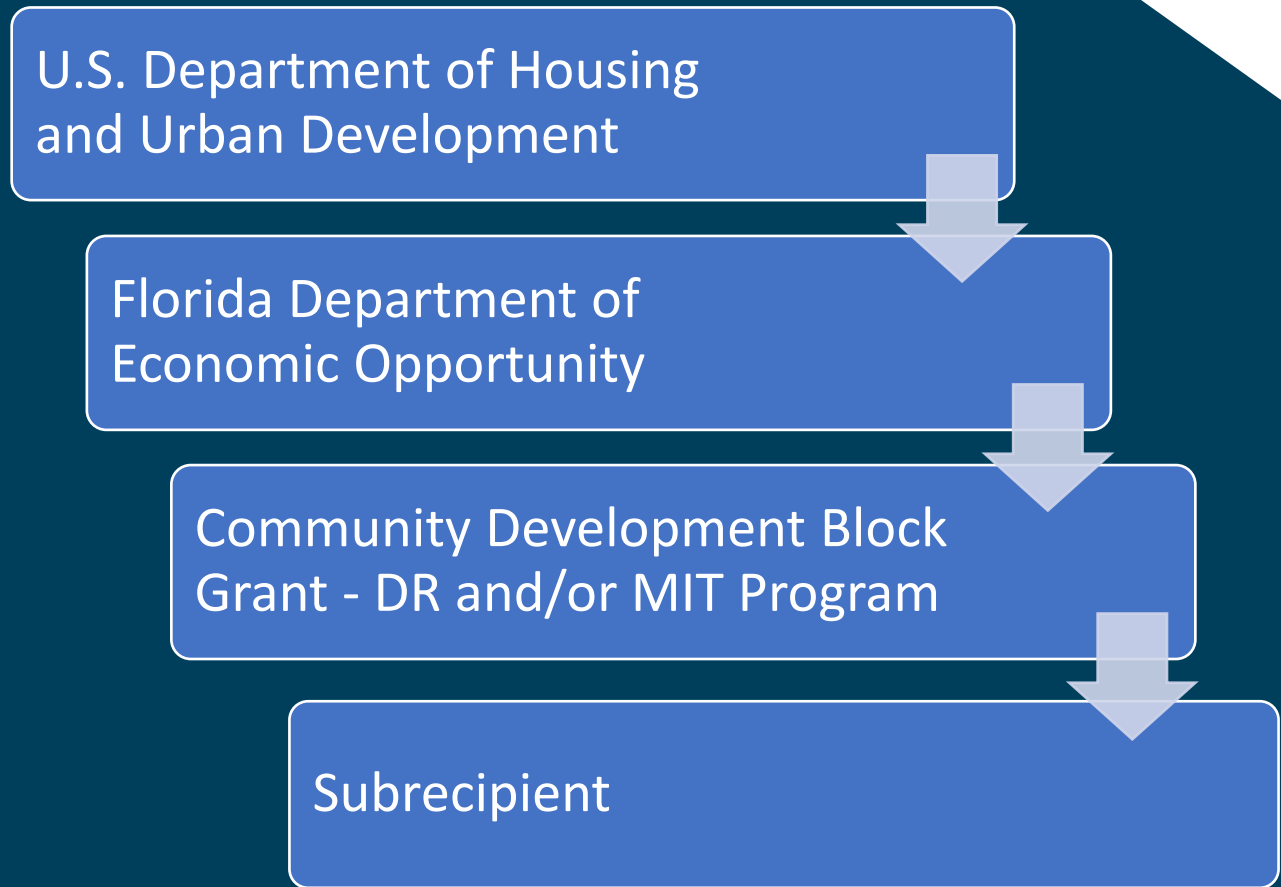 U.S. Department of Housing
and Urban Development
Florida Department of
Economic Opportunity
Community Development Block
Grant - DR and/or MIT Program
Subrecipient